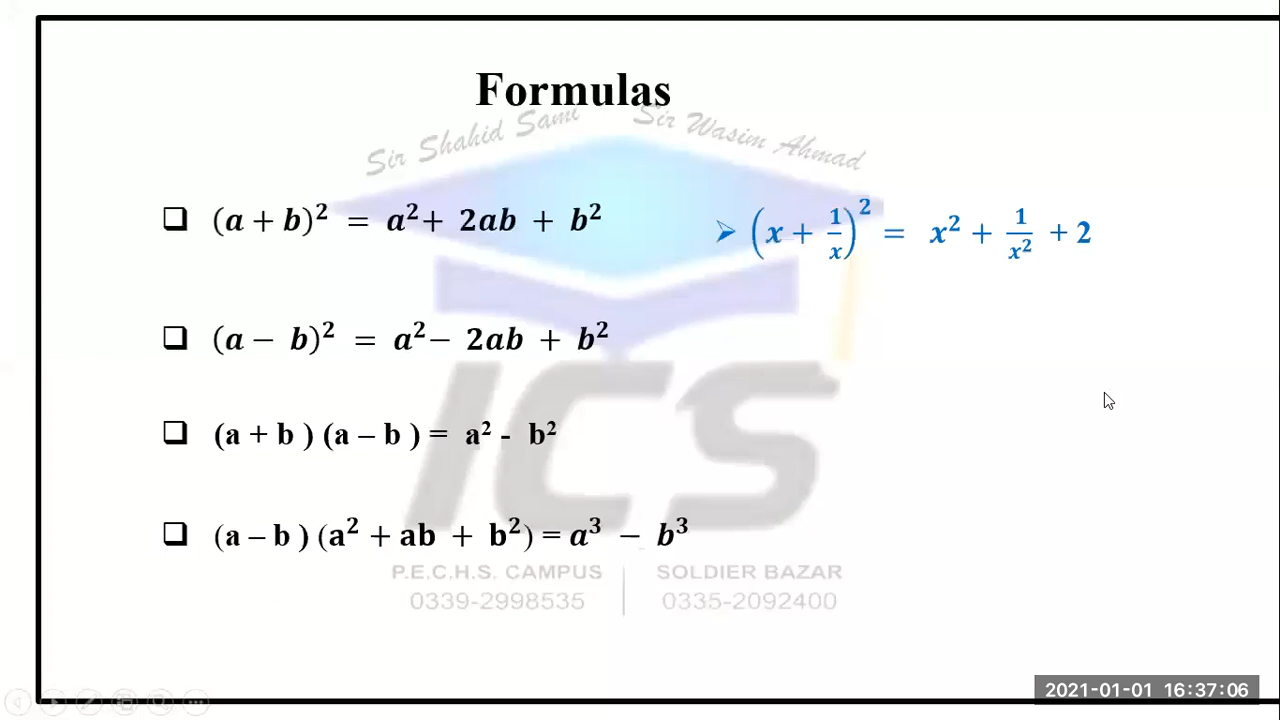 Formulas
Sir Shahid Sami Sir Wasim Ahmad
❑ (a + b)² = a² + 2ab + b²
➢ (x + 1/x)² = x² + 1/x² + 2
❑ (a − b)² = a² − 2ab + b²
❑ (a + b ) (a – b ) = a² - b²
❑ (a – b ) (a² + ab + b²) = a³ − b³
ICS
P.E.C.H.S. CAMPUS | SOLDIER BAZAR
0339-2998535 | 0335-2092400
2021-01-01 16:37:06